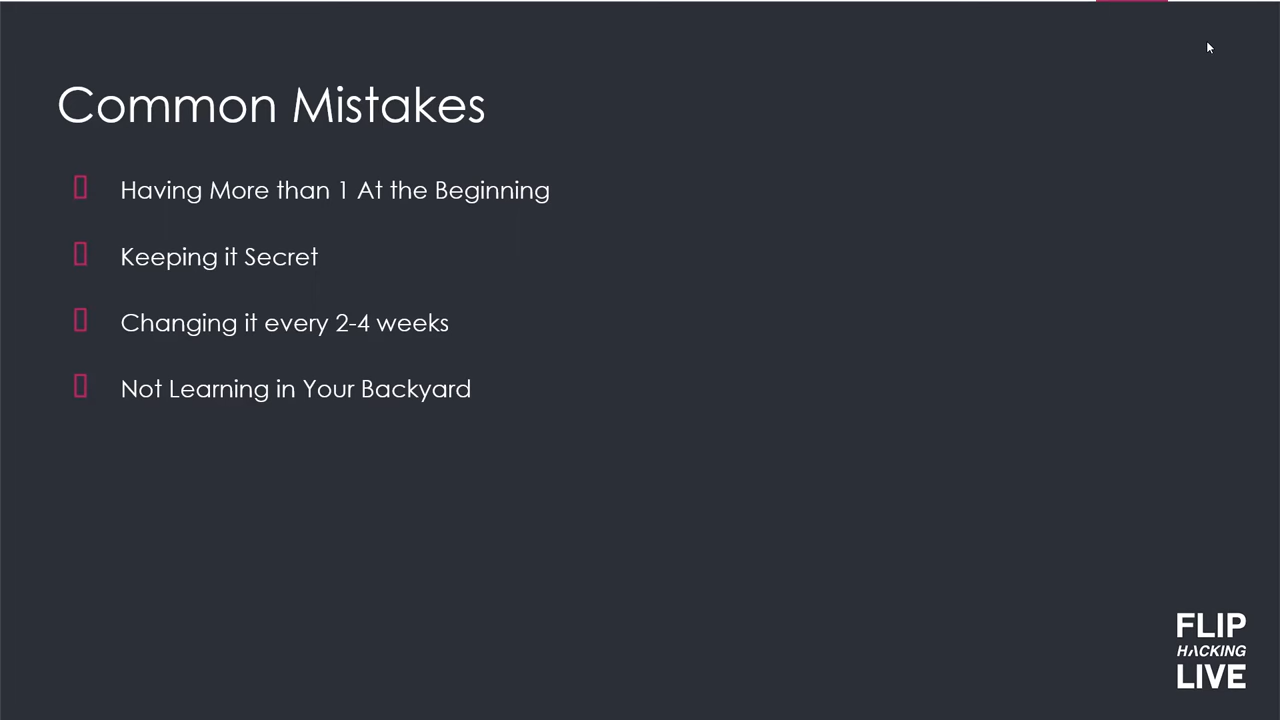 Common Mistakes
Having More than 1 At the Beginning
Keeping it Secret
Changing it every 2-4 weeks
Not Learning in Your Backyard
FLIP
HACKING
LIVE